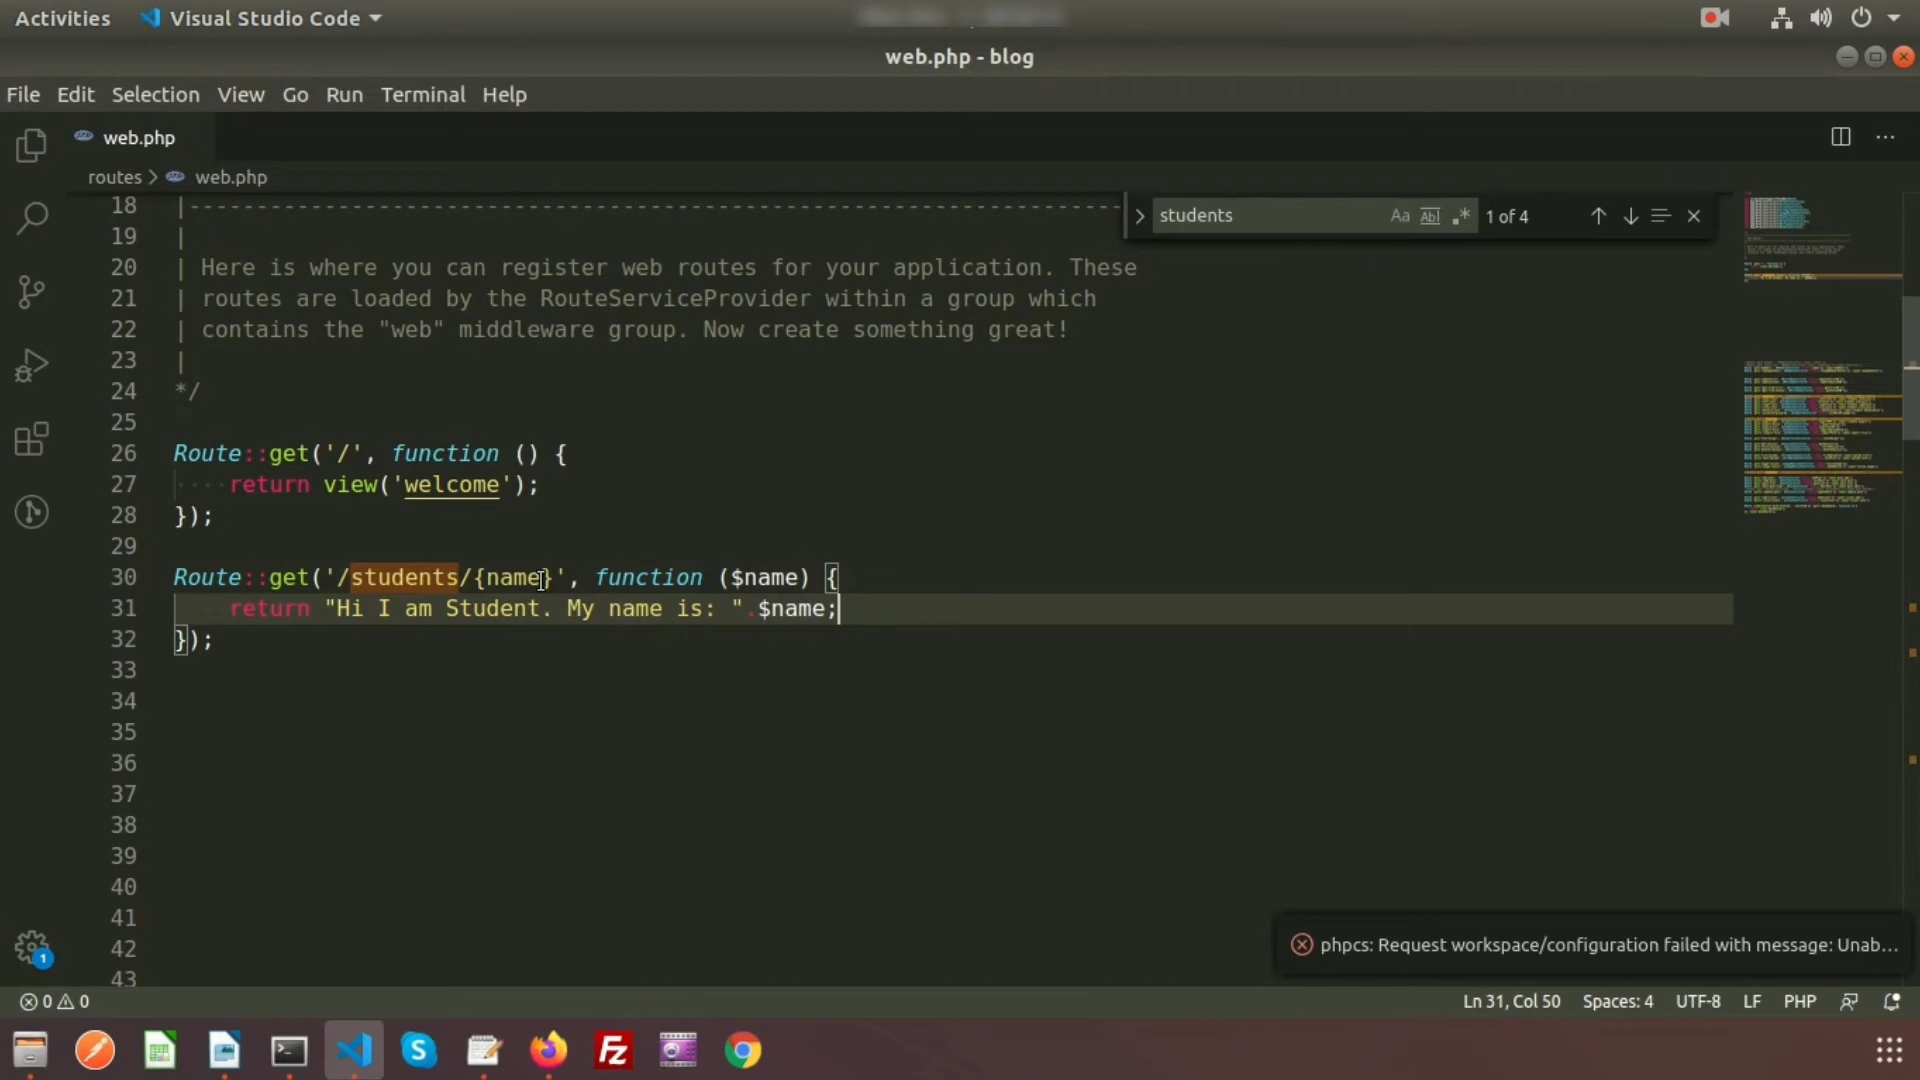 Activities Visual Studio Code
web.php - blog
File Edit Selection View Go Run Terminal Help
web.php
routes > web.php
students Aa Abl .* 1 of 4
18 |-------------------------------------------------------------------
19 |
20 | Here is where you can register web routes for your application. These
21 | routes are loaded by the RouteServiceProvider within a group which
22 | contains the "web" middleware group. Now create something great!
23 |
24 */
25
26 Route::get('/', function () {
27 ····return view('welcome');
28 });
29
30 Route::get('/students/{name}', function ($name) {
31     return "Hi I am Student. My name is: ".$name;
32 });
33
34
35
36
37
38
39
40
41
42
43
phpcs: Request workspace/configuration failed with message: Unab...
1
0 0 Ln 31, Col 50 Spaces: 4 UTF-8 LF PHP
S Fz